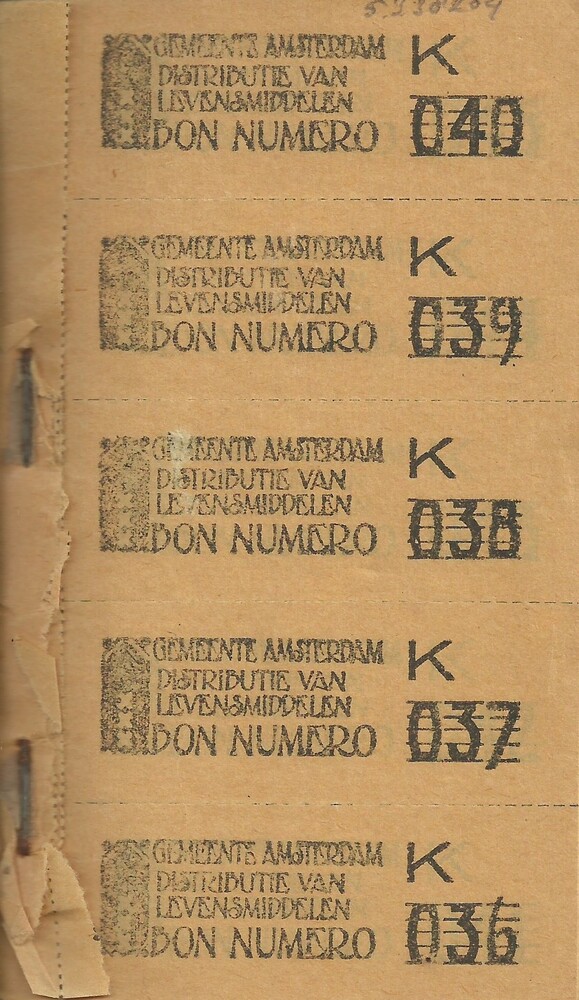 GEMEENTE AMSTERDAM K
DISTRIBUTIE VAN
LEVENSMIDDELEN
BON NUMERO 040
GEMEENTE AMSTERDAM K
DISTRIBUTIE VAN
LEVENSMIDDELEN
BON NUMERO 039
GEMEENTE AMSTERDAM K
DISTRIBUTIE VAN
LEVENSMIDDELEN
BON NUMERO 038
GEMEENTE AMSTERDAM K
DISTRIBUTIE VAN
LEVENSMIDDELEN
BON NUMERO 037
GEMEENTE AMSTERDAM K
DISTRIBUTIE VAN
LEVENSMIDDELEN
BON NUMERO 036